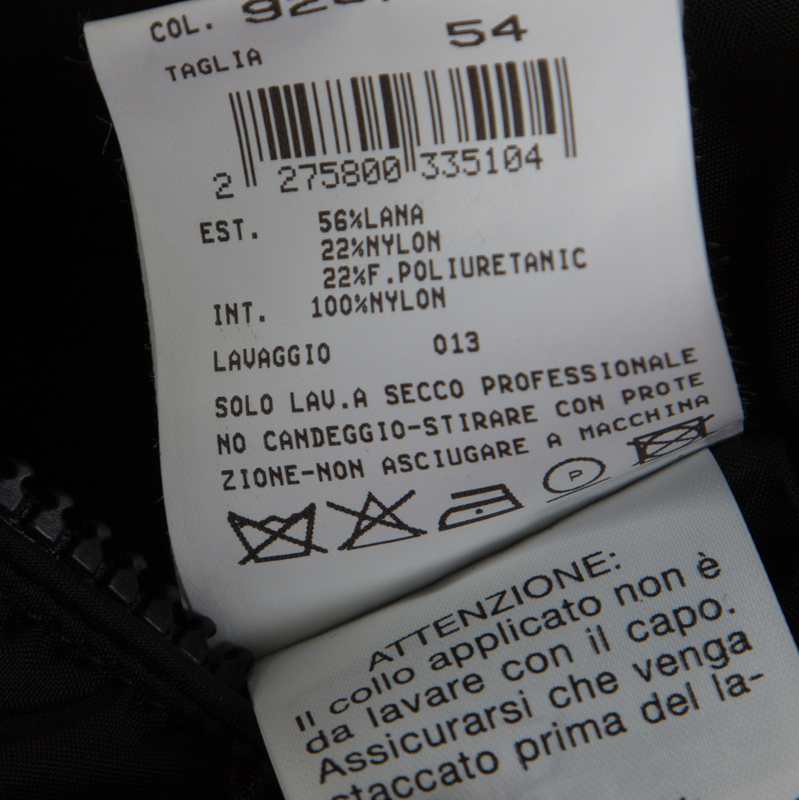 COL.
TAGLIA 54
2 275800 335104
EST. 56%LANA
22%NYLON
22%F.POLIURETANIC
INT. 100%NYLON
LAVAGGIO 013
SOLO LAV.A SECCO PROFESSIONALE
NO CANDEGGIO-STIRARE CON PROTE
ZIONE-NON ASCIUGARE A MACCHINA
P
ATTENZIONE:
Il collo applicato non è
da lavare con il capo.
Assicurarsi che venga
staccato prima del la-